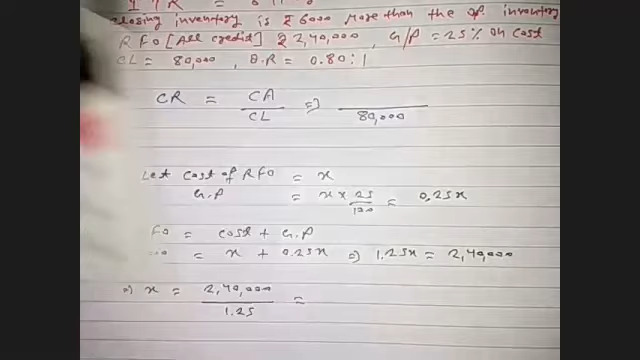 closing inventory is ₹ 6000 more than the op. inventory
RFO [All credit] ₹ 2,40,000, G/P = 25% on cost
CL = 80,000, Q.R = 0.80:1
CR = CA / CL ⇒ / 80,000
Let cost of RFO = x
G.P = x × 25/100 = 0.25x
FO = cost + G.P
= x + 0.25x ⇒ 1.25x = 2,40,000
⇒ x = 2,40,000 / 1.25 =